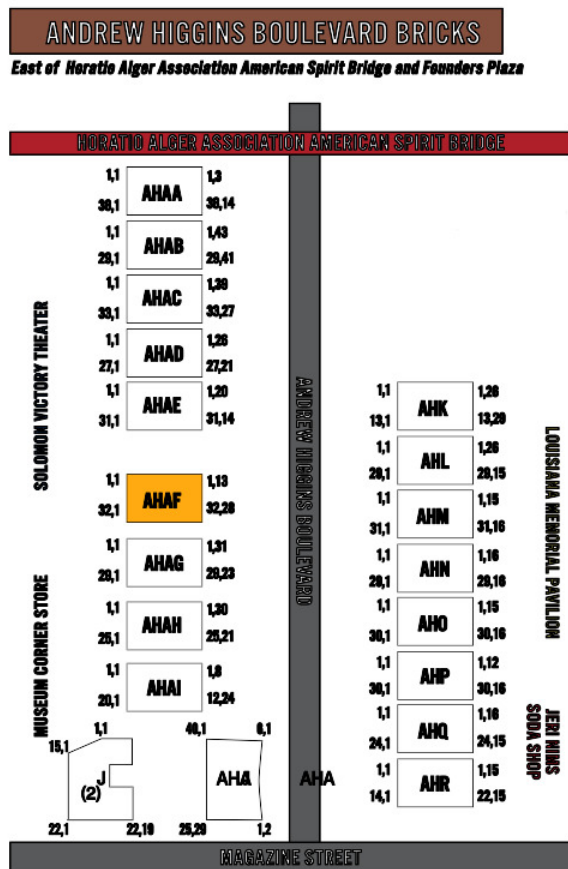 ANDREW HIGGINS BOULEVARD BRICKS
East of Horatio Alger Association American Spirit Bridge and Founders Plaza
HORATIO ALGER ASSOCIATION AMERICAN SPIRIT BRIDGE
SOLOMON VICTORY THEATER
MUSEUM CORNER STORE
1,1 1,3
AHAA
38,1 38,14
1,1 1,43
AHAB
29,1 29,41
1,1 1,39
AHAC
33,1 33,27
1,1 1,26
AHAD
27,1 27,21
1,1 1,20
AHAE
31,1 31,14
1,1 1,13
AHAF
32,1 32,28
1,1 1,31
AHAG
29,1 29,23
1,1 1,30
AHAH
25,1 25,21
1,1 1,8
AHAI
20,1 12,24
1,1
15,1
J
(2)
22,1 22,19
40,1 6,1
25,29 1,2
ANDREW HIGGINS BOULEVARD
AHA
1,1 1,26
AHK
13,1 13,29
1,1 1,26
AHL
29,1 29,15
1,1 1,15
AHM
31,1 31,16
1,1 1,16
AHN
29,1 29,16
1,1 1,15
AHO
30,1 30,16
1,1 1,12
AHP
30,1 30,16
1,1 1,16
AHQ
24,1 24,15
1,1 1,15
AHR
14,1 22,15
LOUISIANA MEMORIAL PAVILION
JERI NIMS
SODA SHOP
MAGAZINE STREET